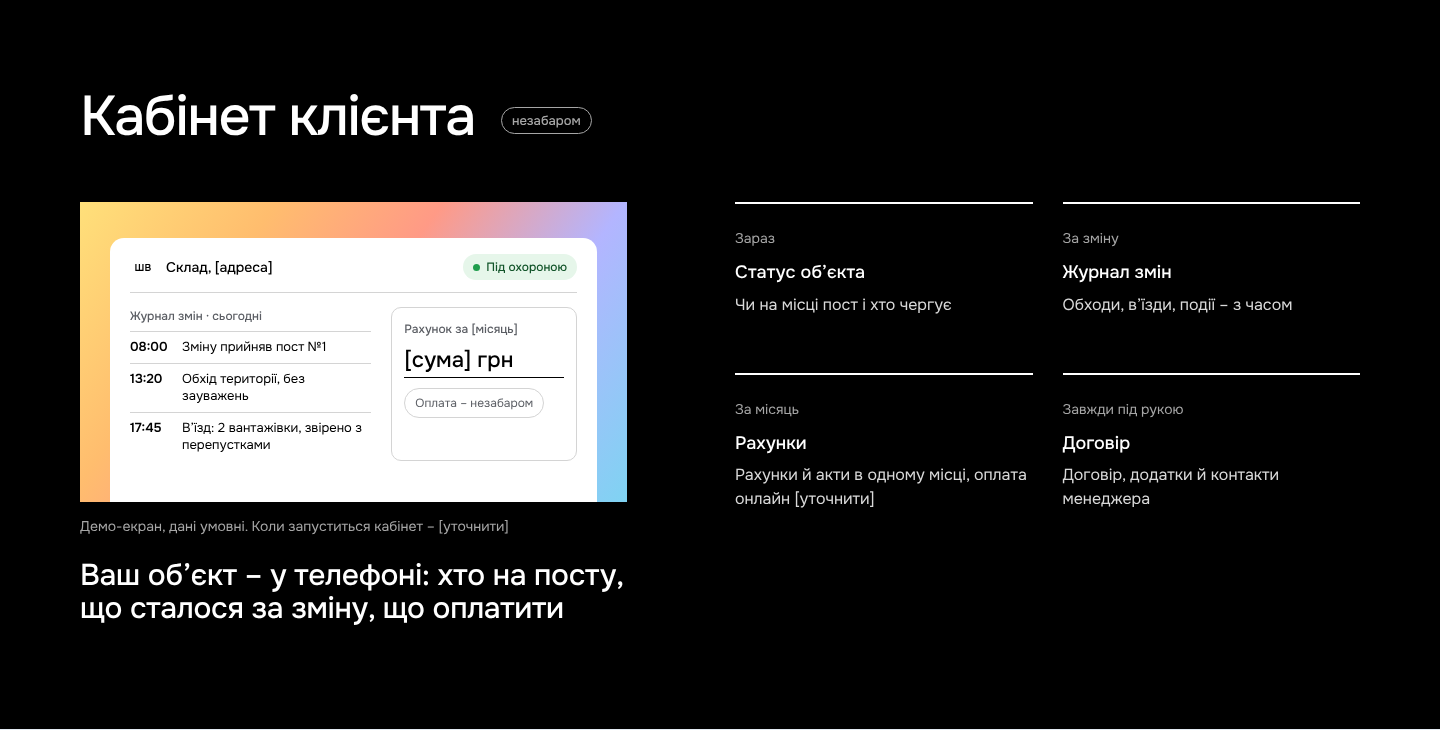 Кабінет клієнта
незабаром
ШВ Склад, [адреса]
Під охороною
Журнал змін · сьогодні
08:00 Зміну прийняв пост №1
13:20 Обхід території, без
зауважень
17:45 В’їзд: 2 вантажівки, звірено з
перепустками
Рахунок за [місяць]
[сума] грн
Оплата – незабаром
Демо-екран, дані умовні. Коли запуститься кабінет – [уточнити]
Ваш об’єкт – у телефоні: хто на посту,
що сталося за зміну, що оплатити
Зараз
Статус об’єкта
Чи на місці пост і хто чергує
За зміну
Журнал змін
Обходи, в’їзди, події – з часом
За місяць
Рахунки
Рахунки й акти в одному місці, оплата
онлайн [уточнити]
Завжди під рукою
Договір
Договір, додатки й контакти
менеджера